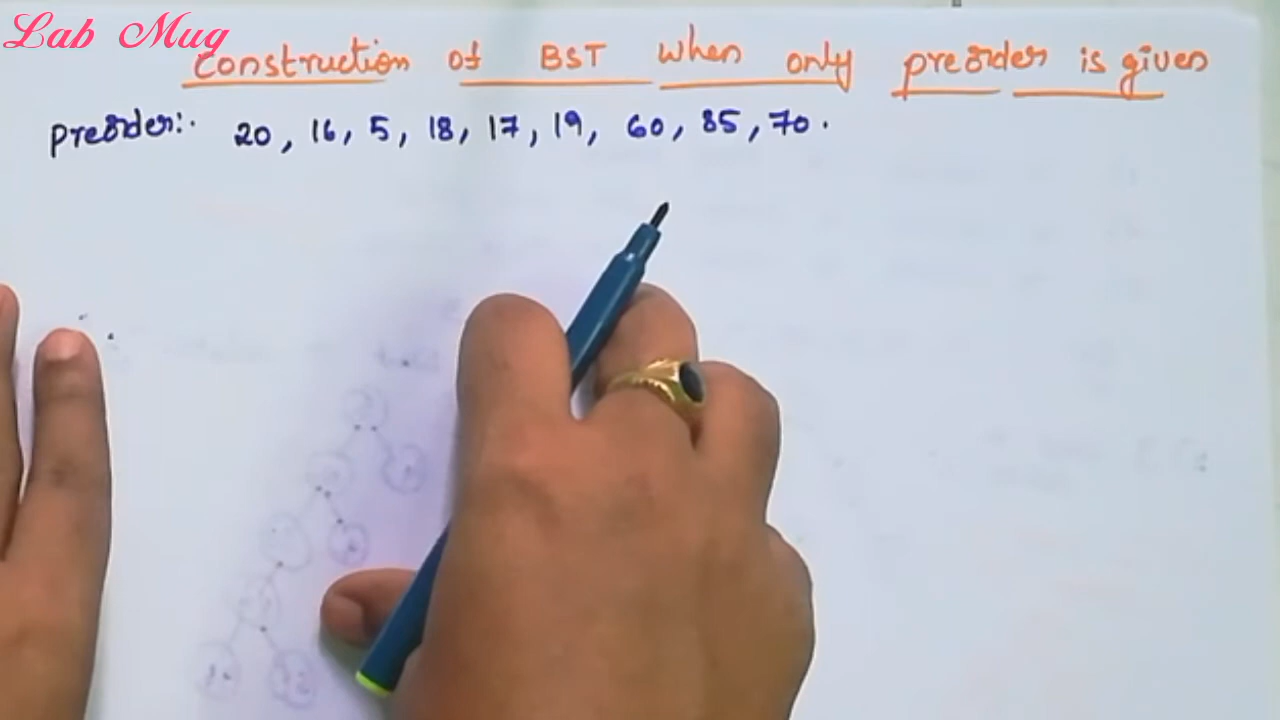 Lab Mug
Construction of BST when only preorder is given
preorder:- 20, 16, 5, 18, 17, 19, 60, 85, 70.